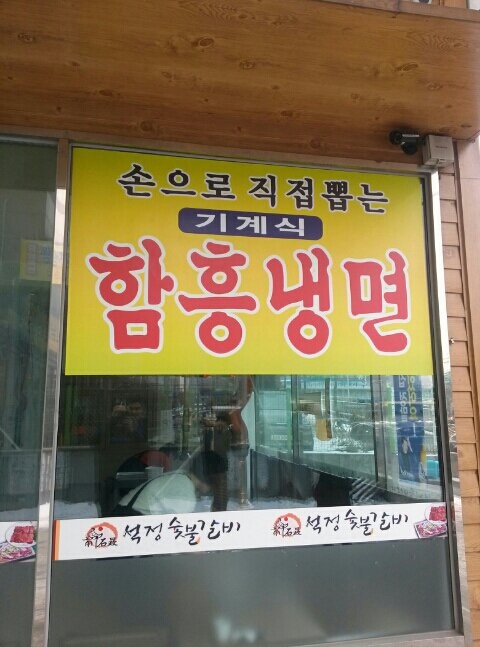 손으로 직접뽑는
기계식
함흥냉면
석정숯불갈비 석정숯불갈비